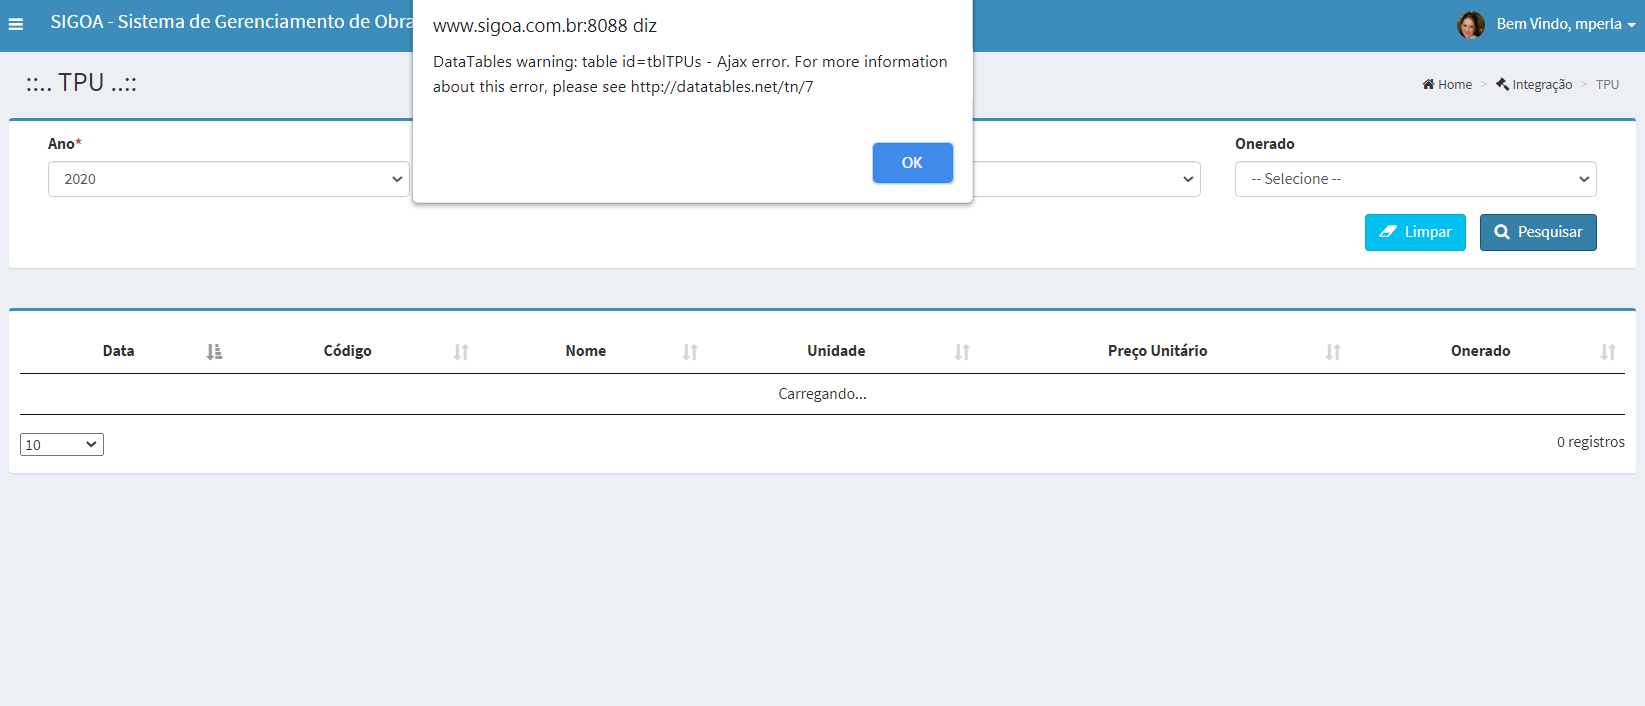 SIGOA - Sistema de Gerenciamento de Obra
www.sigoa.com.br:8088 diz
DataTables warning: table id=tblTPUs - Ajax error. For more information
about this error, please see http://datatables.net/tn/7
OK
Bem Vindo, mperla
::.. TPU ..::
Home > Integração > TPU
Ano*
2020
Onerado
-- Selecione --
Limpar
Pesquisar
Data Código Nome Unidade Preço Unitário Onerado
Carregando...
10
0 registros